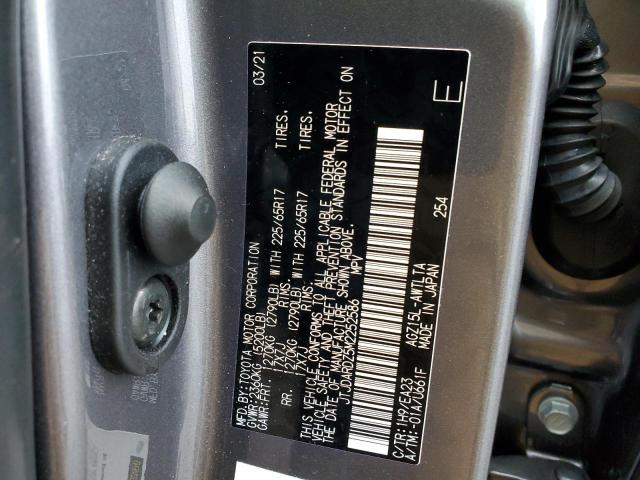 MFD.BY:TOYOTA MOTOR CORPORATION 03/21
GVWR:2360KG (5200LB)
GAWR:FRT. 1270KG (2790LB) WITH 225/65R17 TIRES,
17X7J RIMS,
RR. 1270KG (2790LB) WITH 225/65R17 TIRES,
17X7J RIMS,
THIS VEHICLE CONFORMS TO ALL APPLICABLE FEDERAL MOTOR
VEHICLE SAFETY AND THEFT PREVENTION STANDARDS IN EFFECT ON
THE DATE OF MANUFACTURE SHOWN ABOVE.
MPV
C/TR:1H9/EA23 AGZ15L-AWTLTA 254 E
A/TM:-01A/U661F MADE IN JAPAN